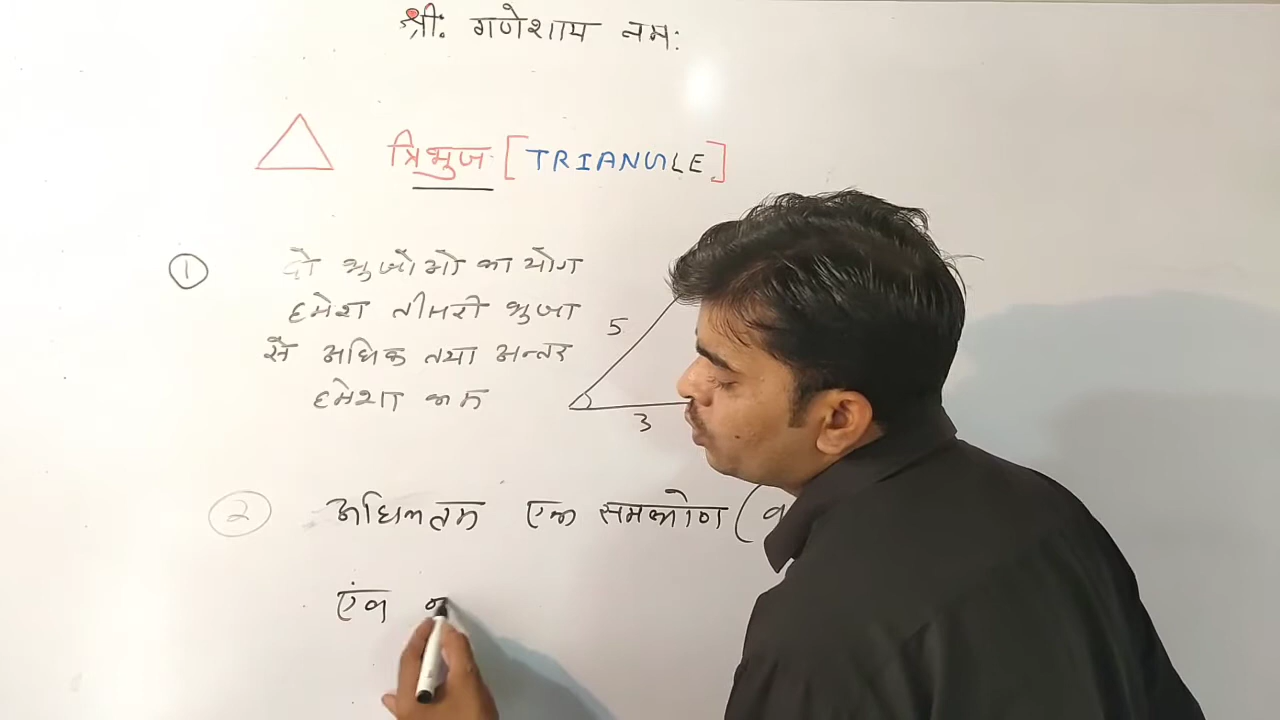 श्रीः गणेशाय नमः
त्रिभुज [TRIANGLE]
① दो भुजाओ का योग
हमेश तीसरी भुजा
से अधिक तथा अन्तर
हमेशा कम
5
3
② अधिकतम एक समकोण (
एंव